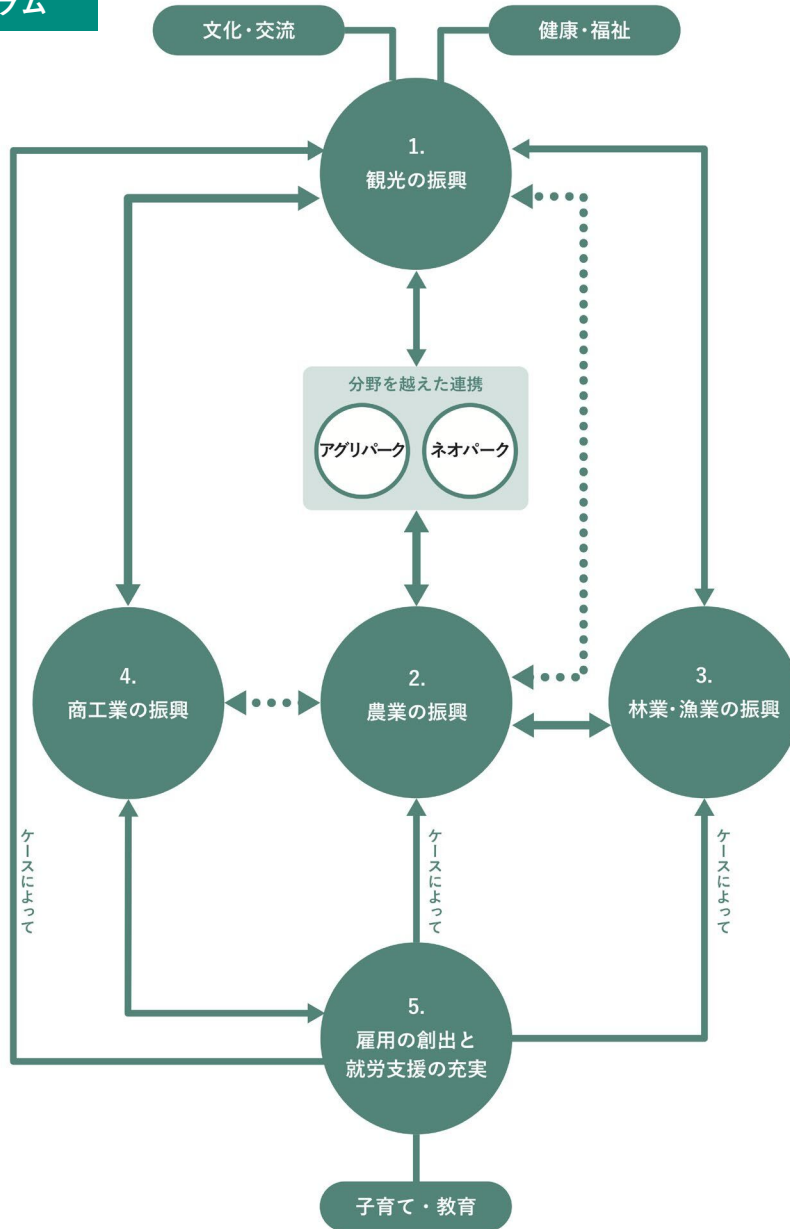 ラム
文化・交流
健康・福祉
1.
観光の振興
分野を越えた連携
アグリパーク
ネオパーク
4.
商工業の振興
2.
農業の振興
3.
林業・漁業の振興
ケースによって
ケースによって
ケースによって
5.
雇用の創出と
就労支援の充実
子育て・教育